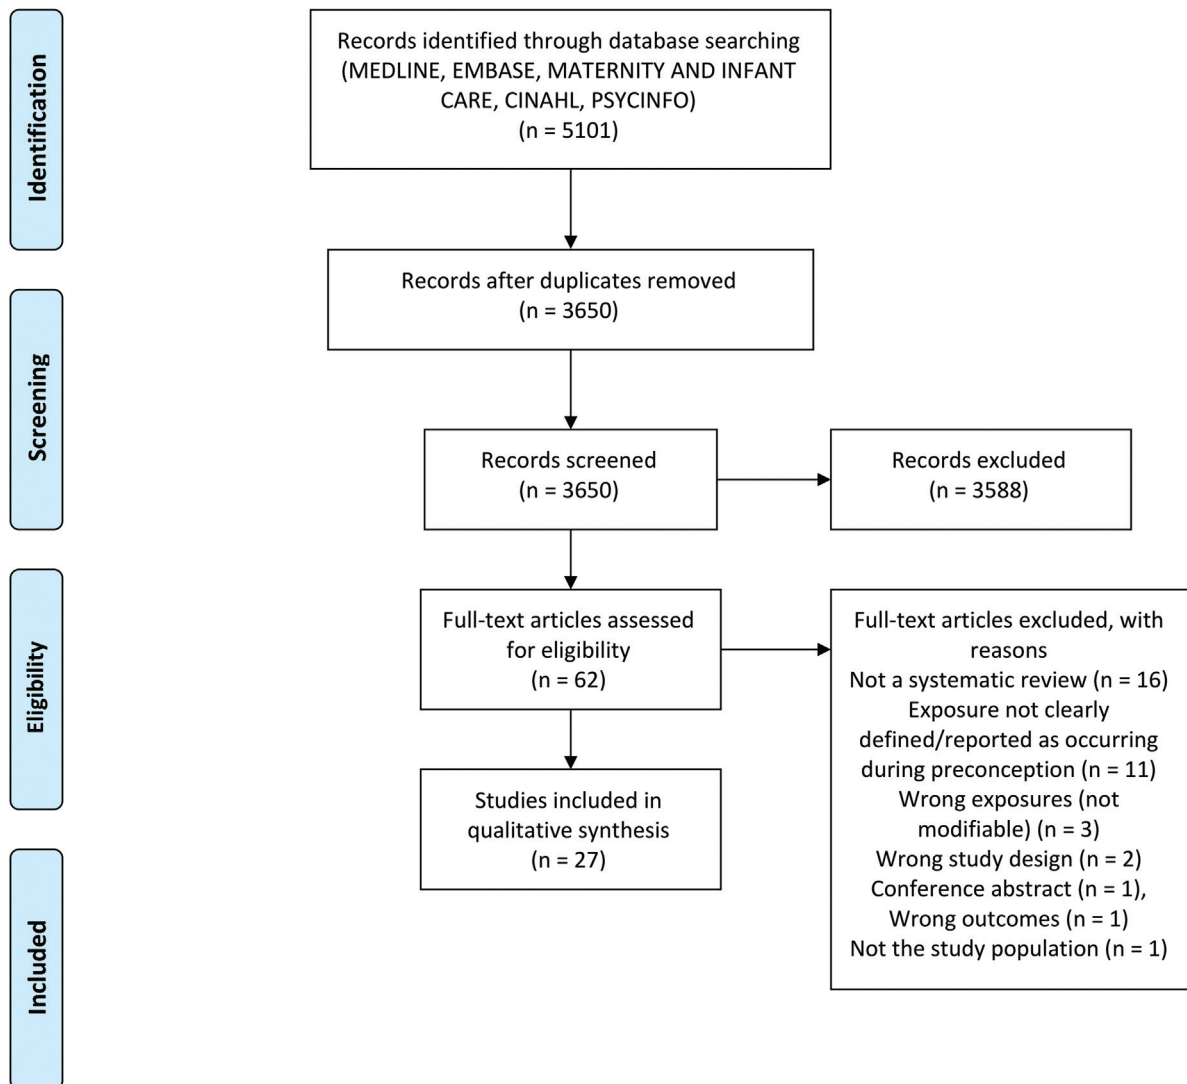 Identification
Records identified through database searching
(MEDLINE, EMBASE, MATERNITY AND INFANT
CARE, CINAHL, PSYCINFO)
(n = 5101)
Records after duplicates removed
(n = 3650)
Screening
Records screened
(n = 3650)
Records excluded
(n = 3588)
Eligibility
Full-text articles assessed
for eligibility
(n = 62)
Full-text articles excluded, with
reasons
Not a systematic review (n = 16)
Exposure not clearly
defined/reported as occurring
during preconception (n = 11)
Wrong exposures (not
modifiable) (n = 3)
Wrong study design (n = 2)
Conference abstract (n = 1),
Wrong outcomes (n = 1)
Not the study population (n = 1)
Included
Studies included in
qualitative synthesis
(n = 27)